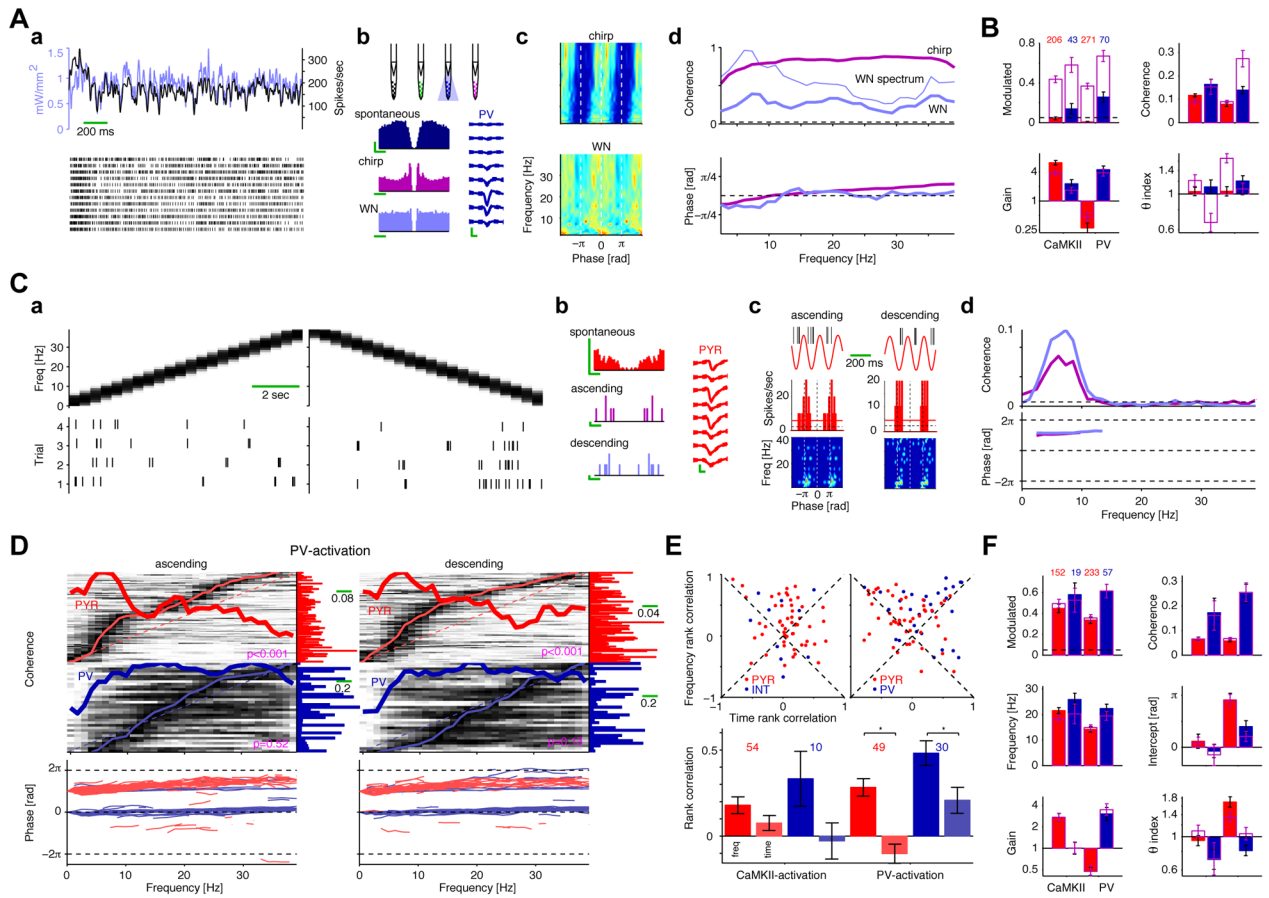 A
a
mW/mm2
1.5
1
0.5
0
300
200
100
Spikes/sec
200 ms
b
spontaneous
chirp
WN
PV
c
chirp
WN
Frequency [Hz]
30
20
10
−π 0 π
Phase [rad]
d
Coherence
1
0.5
0
chirp
WN spectrum
WN
Phase [rad]
π/4
−π/4
10 20 30
Frequency [Hz]
B
206 43 271 70
Modulated
0.8
0.4
0
Coherence
0.3
0.2
0.1
0
Gain
4
1
0.25
CaMKII PV
θ index
1.4
1
0.6
C
a
Freq [Hz]
30
20
10
0
2 sec
Trial
4
3
2
1
b
spontaneous
ascending
descending
PYR
c
ascending descending
200 ms
Spikes/sec
20
10
0
20
10
0
Freq [Hz]
40
20
0
−π 0 π
Phase [rad]
d
Coherence
0.1
0
Phase [rad]
2π
−2π
0 10 20 30
Frequency [Hz]
D
PV-activation
ascending descending
Coherence
PYR
p<0.001
0.08
PYR
p<0.001
0.04
PV
p=0.52
0.2
PV
0.2
Phase [rad]
2π
0
−2π
0 10 20 30
0 10 20 30
Frequency [Hz] Frequency [Hz]
E
Frequency rank correlation
1
0
−1
PYR
INT
PYR
PV
−1 0 1
0 1
Time rank correlation
Rank correlation
0.5
0
54 10 49 30
* *
freq time
CaMKII-activation PV-activation
F
152 19 233 57
Modulated
0.6
0.4
0.2
0
Coherence
0.3
0.2
0.1
0
Frequency [Hz]
30
20
10
0
Intercept [rad]
π
0
Gain
4
2
1
0.5
CaMKII PV
θ index
1.8
1.4
1
0.6